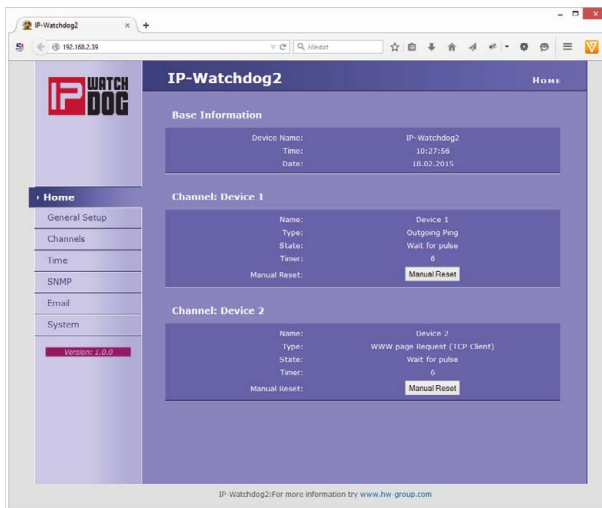 IP-Watchdog2
192.168.2.39
Hledat
IP WATCH DOG
IP-Watchdog2
Home
Base Information
Device Name: IP-Watchdog2
Time: 10:27:56
Date: 10.02.2015
Home
General Setup
Channels
Time
SNMP
Email
System
Version: 1.0.0
Channel: Device 1
Name: Device 1
Type: Outgoing Ping
State: Wait for pulse
Timer: 6
Manual Reset: Manual Reset
Channel: Device 2
Name: Device 2
Type: WWW page Request (TCP Client)
State: Wait for pulse
Timer: 6
Manual Reset: Manual Reset
IP-Watchdog2:For more information try www.hw-group.com